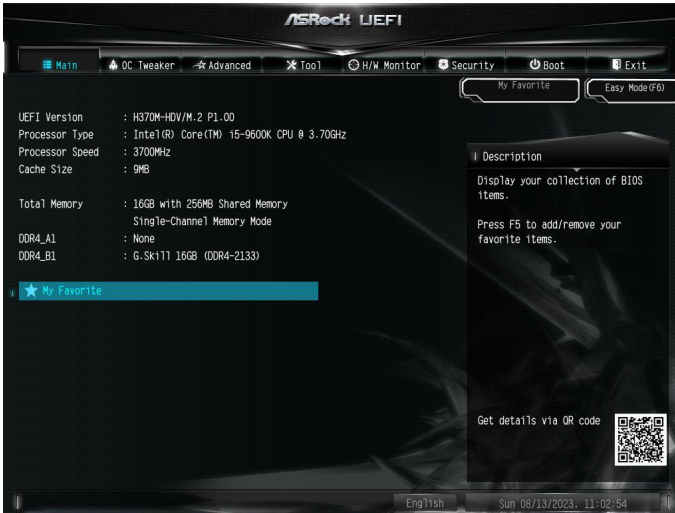 ASRock UEFI
Main OC Tweaker Advanced Tool H/W Monitor Security Boot Exit
My Favorite Easy Mode(F6)
UEFI Version : H370M-HDV/M.2 P1.00
Processor Type : Intel(R) Core(TM) i5-9600K CPU @ 3.70GHz
Processor Speed : 3700MHz
Cache Size : 9MB
Total Memory : 16GB with 256MB Shared Memory
Single-Channel Memory Mode
DDR4_A1 : None
DDR4_B1 : G.Skill 16GB (DDR4-2133)
My Favorite
Description
Display your collection of BIOS
items.
Press F5 to add/remove your
favorite items.
Get details via QR code
English Sun 08/13/2023. 11:02:54